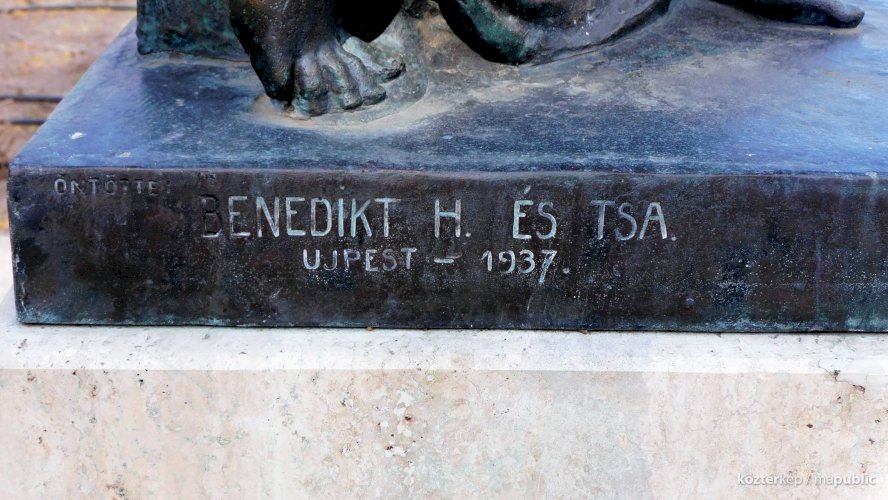 ÖNTÖTTE:
BENEDIKT H. ÉS TSA.
UJPEST – 1937.
köztérkép / mapublic